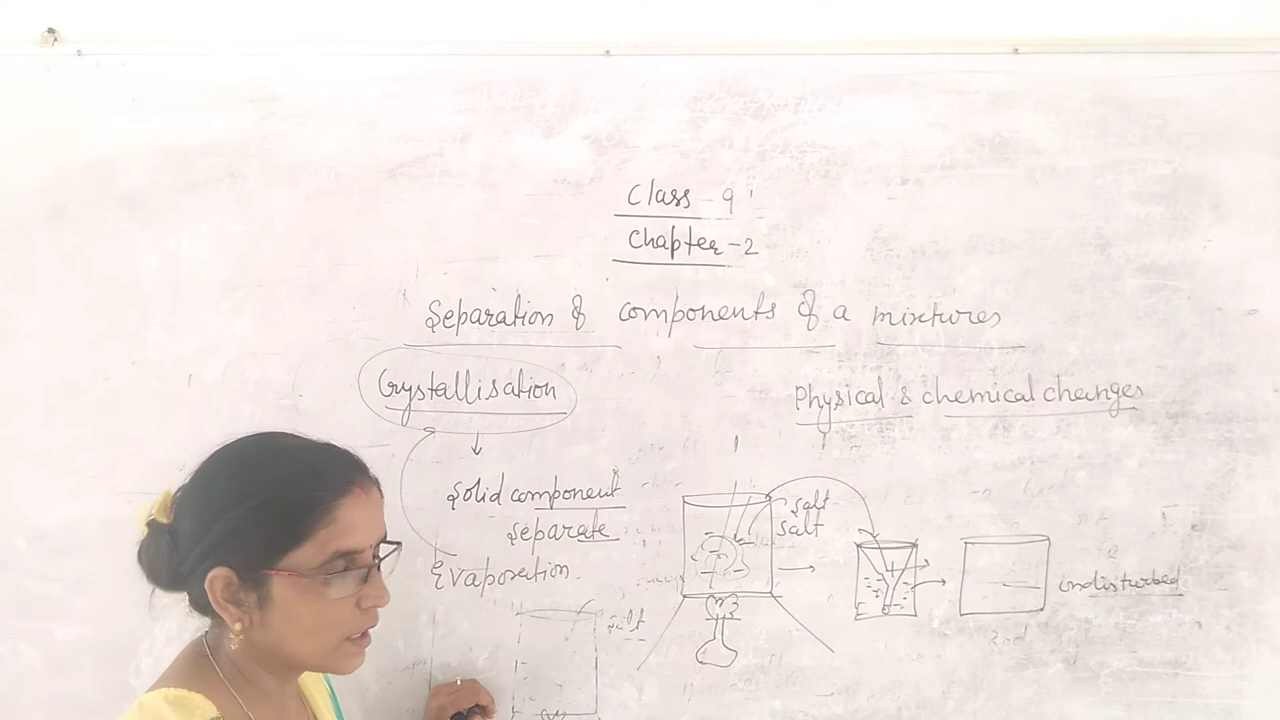 Class - 9
Chapter - 2
Separation of components of a mixtures
Crystallisation
Physical & chemical changes
Solid component
separate
Evaporation
salt
salt
undisturbed
salt